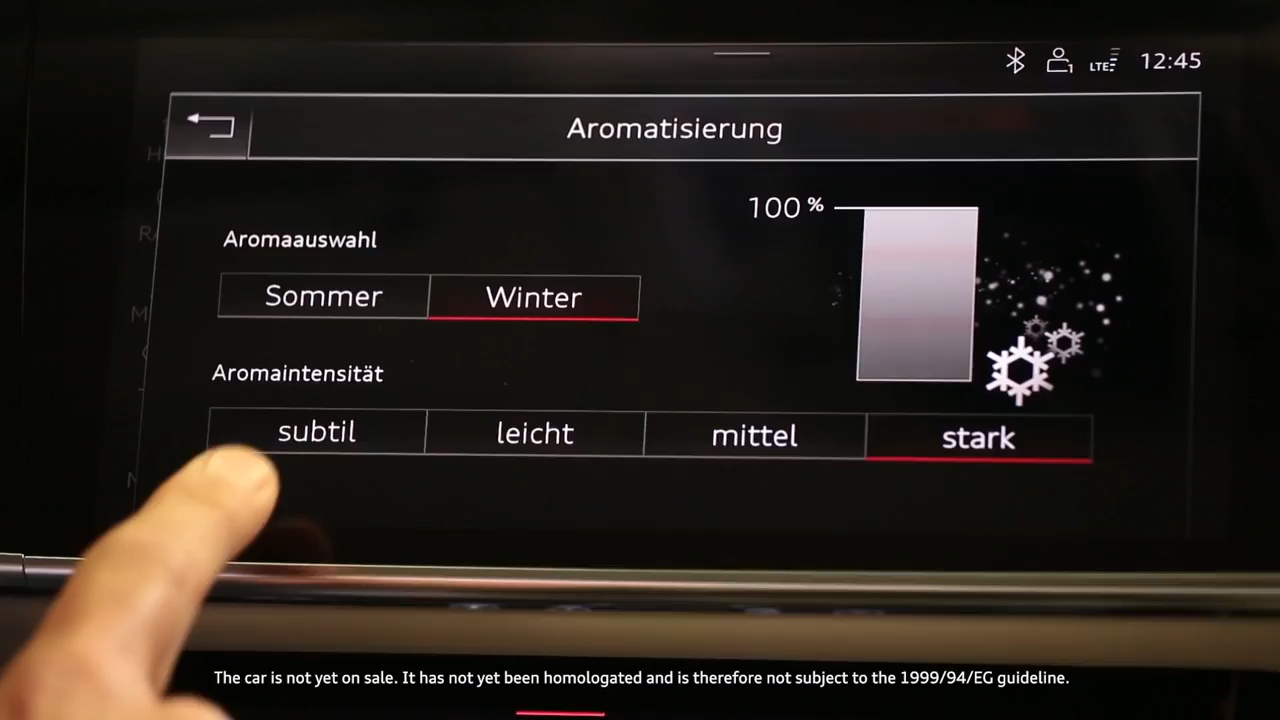 LTE 12:45
Aromatisierung
100 %
Aromaauswahl
Sommer Winter
Aromaintensität
subtil leicht mittel stark
The car is not yet on sale. It has not yet been homologated and is therefore not subject to the 1999/94/EG guideline.